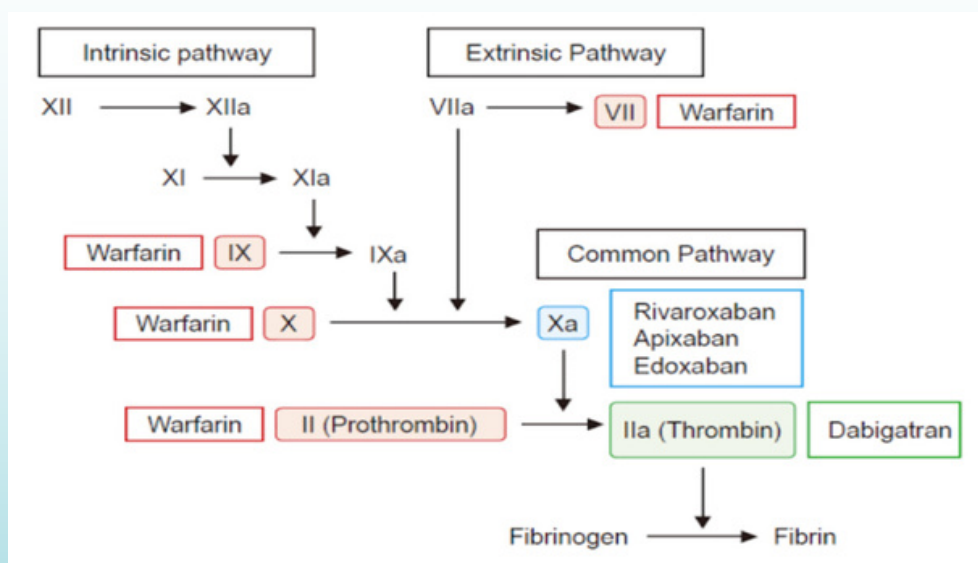 Intrinsic pathway
Extrinsic Pathway
XII XIIa
VIIa VII Warfarin
XI XIa
Warfarin IX IXa
Common Pathway
Warfarin X Xa
Rivaroxaban
Apixaban
Edoxaban
Warfarin II (Prothrombin) IIa (Thrombin) Dabigatran
Fibrinogen Fibrin